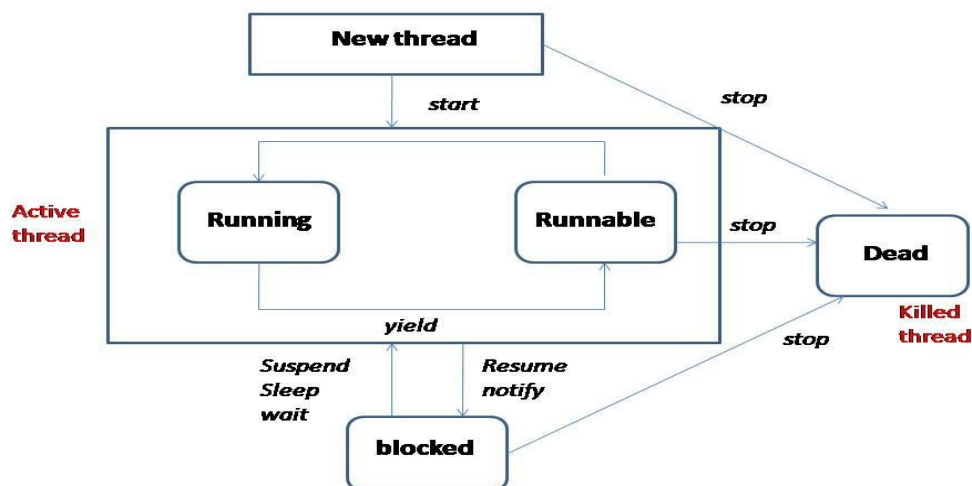 New thread
start
stop
Active
thread
Running
Runnable
stop
Dead
yield
Killed
thread
Suspend
Sleep
wait
Resume
notify
stop
blocked